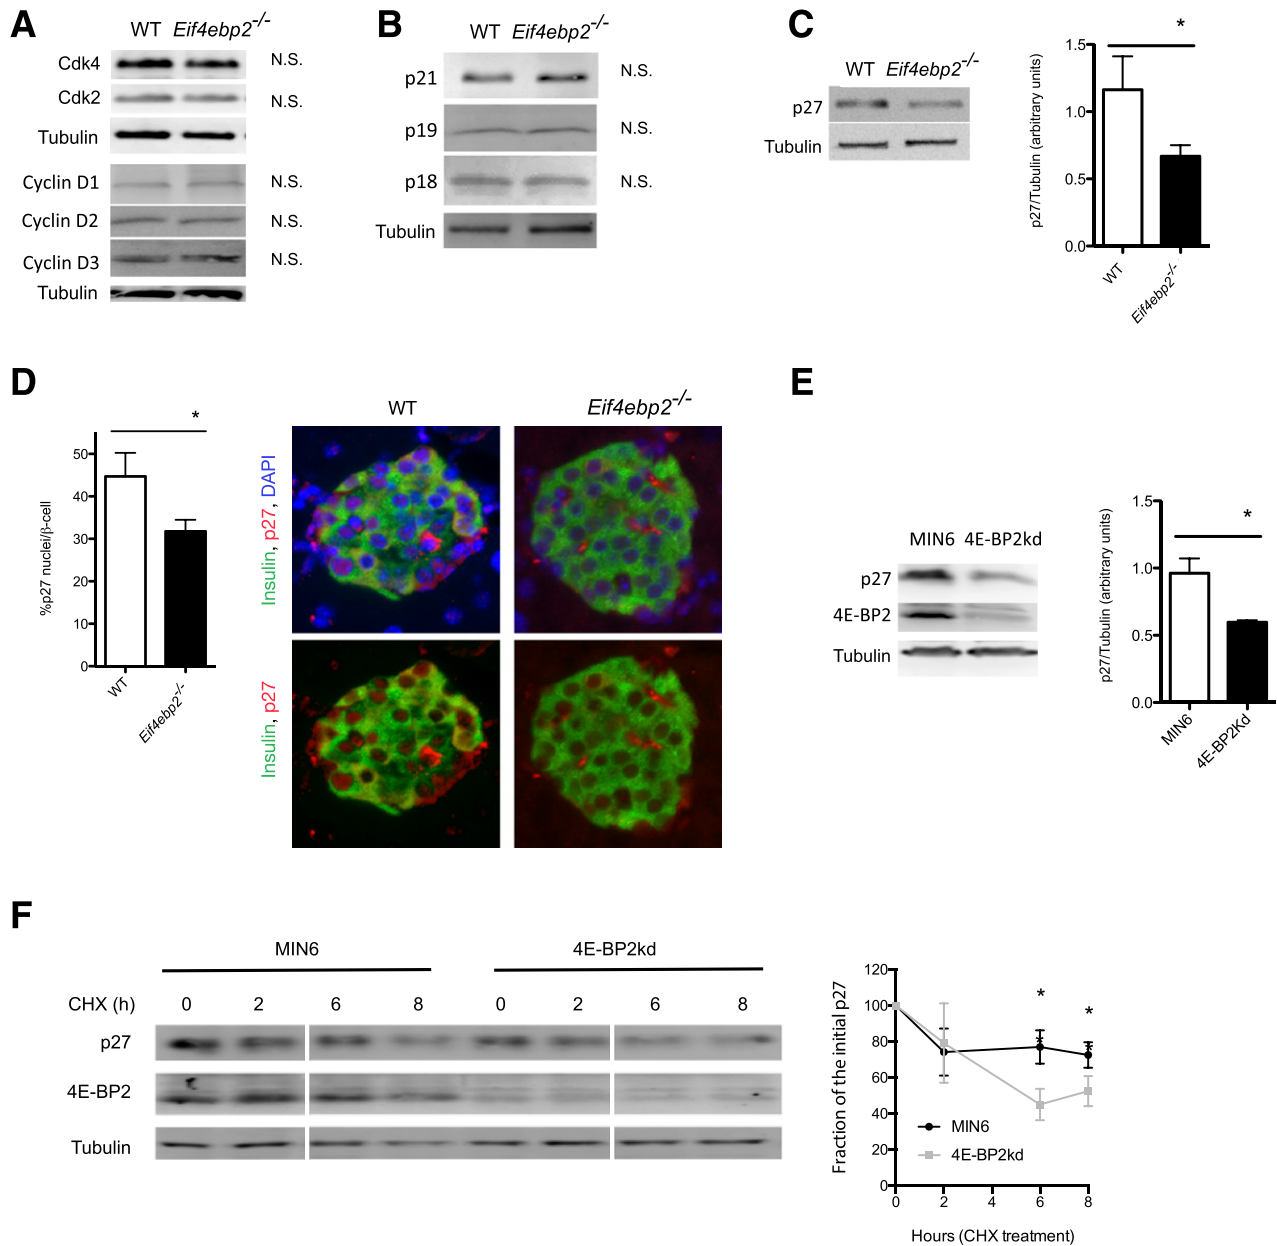 A
WT Eif4ebp2-/-
Cdk4 N.S.
Cdk2 N.S.
Tubulin
Cyclin D1 N.S.
Cyclin D2 N.S.
Cyclin D3 N.S.
Tubulin
B
WT Eif4ebp2-/-
p21 N.S.
p19 N.S.
p18 N.S.
Tubulin
C
WT Eif4ebp2-/-
p27
Tubulin
*
p27/Tubulin (arbitrary units)
1.5
1.0
0.5
0.0
WT
Eif4ebp2-/-
D
*
%p27 nuclei/β-cell
50
40
30
20
10
0
WT
Eif4ebp2-/-
WT Eif4ebp2-/-
Insulin, p27, DAPI
Insulin, p27
E
MIN6 4E-BP2kd
p27
4E-BP2
Tubulin
*
p27/Tubulin (arbitrary units)
1.5
1.0
0.5
0.0
MIN6
4E-BP2Kd
F
MIN6 4E-BP2kd
CHX (h) 0 2 6 8 0 2 6 8
p27
4E-BP2
Tubulin
Fraction of the initial p27
120
100
80
60
40
20
0
* *
* *
MIN6
4E-BP2kd
0 2 4 6 8
Hours (CHX treatment)